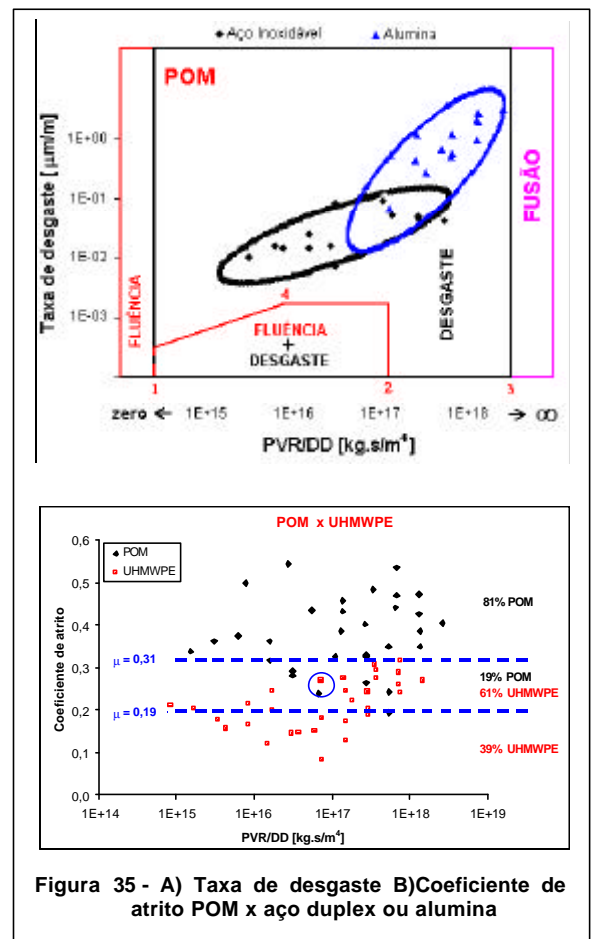 Aço Inoxidável Alumina
POM
Taxa de desgaste [ μm/m]
1E+00
1E-01
1E-02
1E-03
FLUÊNCIA
4
FLUÊNCIA
+
DESGASTE
DESGASTE
FUSÃO
1 2 3
zero ← 1E+15 1E+16 1E+17 1E+18 → ∞
PVR/DD [kg.s/m⁴]
POM x UHMWPE
POM
UHMWPE
Coeficiente de atrito
0,6
0,5
0,4
0,3
0,2
0,1
0,0
81% POM
μ = 0,31
19% POM
61% UHMWPE
μ = 0,19
39% UHMWPE
1E+14 1E+15 1E+16 1E+17 1E+18 1E+19
PVR/DD [kg.s/m⁴]
Figura 35 - A) Taxa de desgaste B)Coeficiente de
atrito POM x aço duplex ou alumina